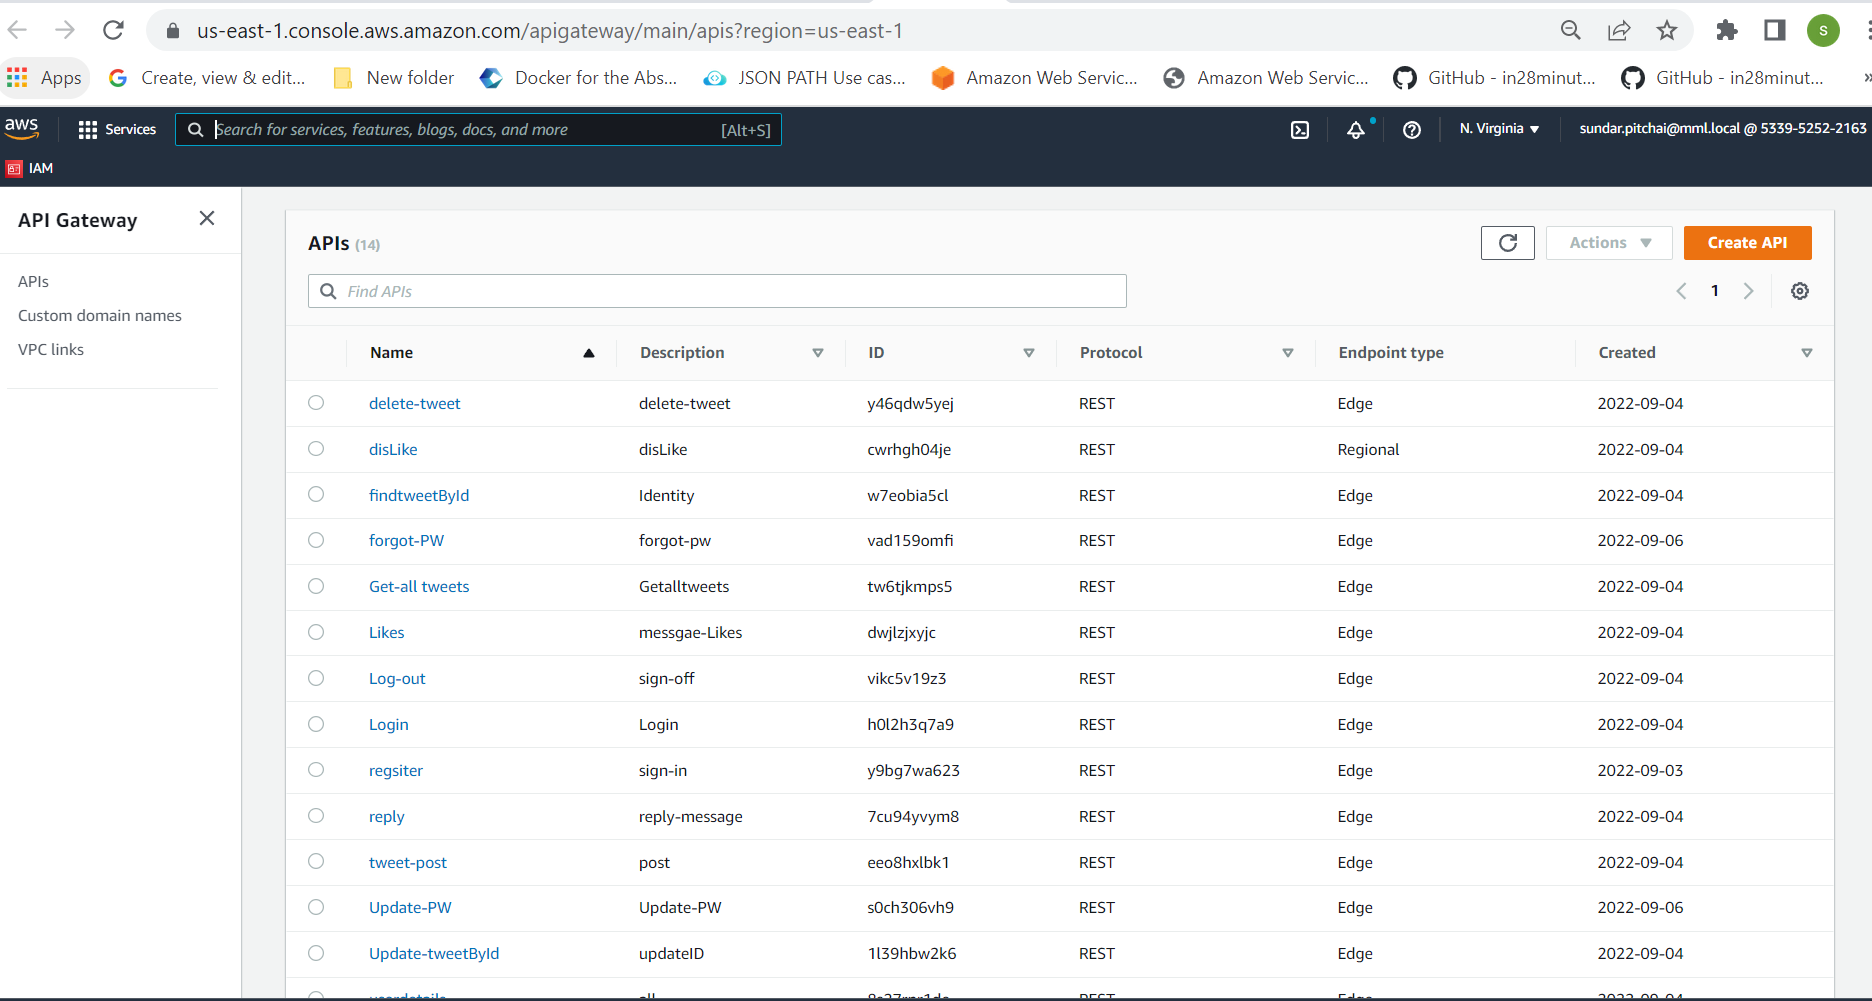 us-east-1.console.aws.amazon.com/apigateway/main/apis?region=us-east-1
S
Apps Create, view & edit... New folder Docker for the Abs... JSON PATH Use cas... Amazon Web Servic... Amazon Web Servic... GitHub - in28minut... GitHub - in28minut... »
aws Services Search for services, features, blogs, docs, and more [Alt+S] N. Virginia sundar.pitchai@mml.local @ 5339-5252-2163
IAM
API Gateway
APIs
Custom domain names
VPC links
APIs (14) Actions Create API
Find APIs 1
Name Description ID Protocol Endpoint type Created
delete-tweet delete-tweet y46qdw5yej REST Edge 2022-09-04
disLike disLike cwrhgh04je REST Regional 2022-09-04
findtweetById Identity w7eobia5cl REST Edge 2022-09-04
forgot-PW forgot-pw vad159omfi REST Edge 2022-09-06
Get-all tweets Getalltweets tw6tjkmps5 REST Edge 2022-09-04
Likes messgae-Likes dwjlzjxyjc REST Edge 2022-09-04
Log-out sign-off vikc5v19z3 REST Edge 2022-09-04
Login Login h0l2h3q7a9 REST Edge 2022-09-04
regsiter sign-in y9bg7wa623 REST Edge 2022-09-03
reply reply-message 7cu94yvym8 REST Edge 2022-09-04
tweet-post post eeo8hxlbk1 REST Edge 2022-09-04
Update-PW Update-PW s0ch306vh9 REST Edge 2022-09-06
Update-tweetById updateID 1l39hbw2k6 REST Edge 2022-09-04
userdetails all REST Edge 2022-09-04